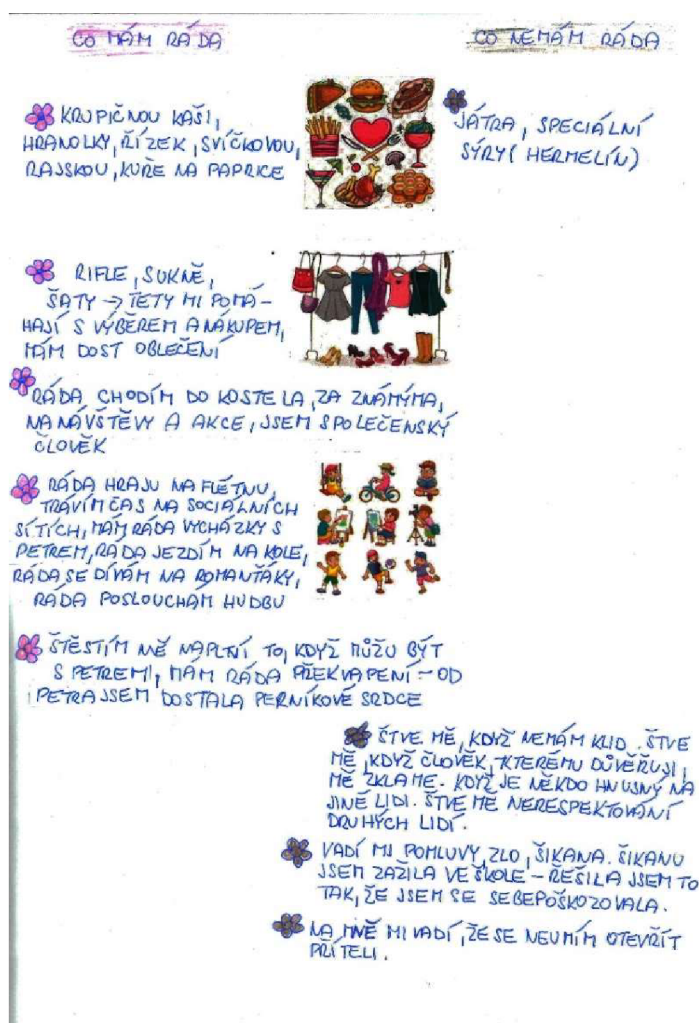 CO MÁM RÁDA
CO NEMÁM RÁDA
KRUPIČNOU KAŠI,
HRANOLKY, ŘÍZEK, SVÍČKOVOU,
RAJSKOU, KUŘE NA PAPRICE
JÁTRA, SPECIÁLNÍ
SÝRY (HERMELÍN)
RIFLE, SUKNĚ,
ŠATY → TETY MI POMÁ-
HAJÍ S VÝBĚREM A NÁKUPEM,
MÁM DOST OBLEČENÍ
RÁDA CHODÍM DO KOSTELA, ZA ZNÁMÝMA,
NA NÁVŠTĚVY A AKCE, JSEM SPOLEČENSKÝ
ČLOVĚK
RÁDA HRAJU NA FLÉTNU,
TRÁVÍM ČAS NA SOCIÁLNÍCH
SÍTÍCH, MÁM RÁDA VYCHÁZKY S
PETREM, RÁDA JEZDÍM NA KOLE,
RÁDA SE DÍVÁM NA ROMANŤÁKY,
RÁDA POSLOUCHÁM HUDBU
ŠTĚSTÍM MĚ NAPLNÍ TO, KDYŽ MŮŽU BÝT
S PETREM, MÁM RÁDA PŘEKVAPENÍ - OD
PETRA JSEM DOSTALA PERNÍKOVÉ SRDCE
ŠTVE MĚ, KDYŽ NEMÁM KLID. ŠTVE
MĚ, KDYŽ ČLOVĚK, KTERÉMU DŮVĚŘUJI,
MĚ ZKLAME. KDYŽ JE NĚKDO HNUSNÝ NA
JINÉ LIDI. ŠTVE MĚ NERESPEKTOVÁNÍ
DRUHÝCH LIDÍ.
VADÍ MI POMLUVY, ZLO, ŠIKANA. ŠIKANU
JSEM ZAŽILA VE ŠKOLE - ŘEŠILA JSEM TO
TAK, ŽE JSEM SE SEBEPOŠKOZOVALA.
NA MNĚ MI VADÍ, ŽE SE NEUMÍM OTEVŘÍT
PŘÍTELI.